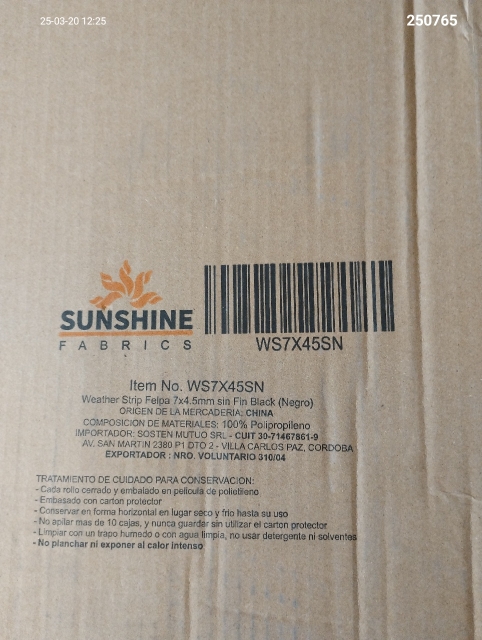 25-03-20 12:25
250765
SUNSHINE
FABRICS
WS7X45SN
Item No. WS7X45SN
Weather Strip Felpa 7x4.5mm sin Fin Black (Negro)
ORIGEN DE LA MERCADERIA: CHINA
COMPOSICION DE MATERIALES: 100% Polipropileno
IMPORTADOR: SOSTEN MUTUO SRL - CUIT 30-71467861-9
AV. SAN MARTIN 2380 P1 DTO 2 - VILLA CARLOS PAZ, CORDOBA
EXPORTADOR : NRO. VOLUNTARIO 310/04
TRATAMIENTO DE CUIDADO PARA CONSERVACION:
- Cada rollo cerrado y embalado en pelicula de polietileno
- Embasado con carton protector
- Conservar en forma horizontal en lugar seco y frio hasta su uso
- No apilar mas de 10 cajas, y nunca guardar sin utilizar el carton protector
- Limpiar con un trapo humedo o con agua limpia, no usar detergente ni solventes
- No planchar ni exponer al calor intenso